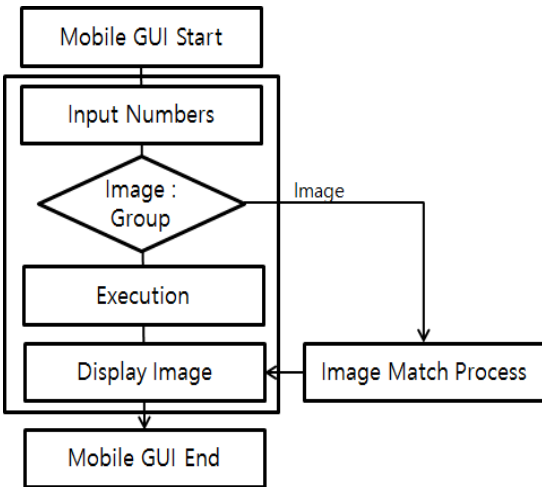 Mobile GUI Start
Input Numbers
Image :
Group
Image
Execution
Display Image
Image Match Process
Mobile GUI End